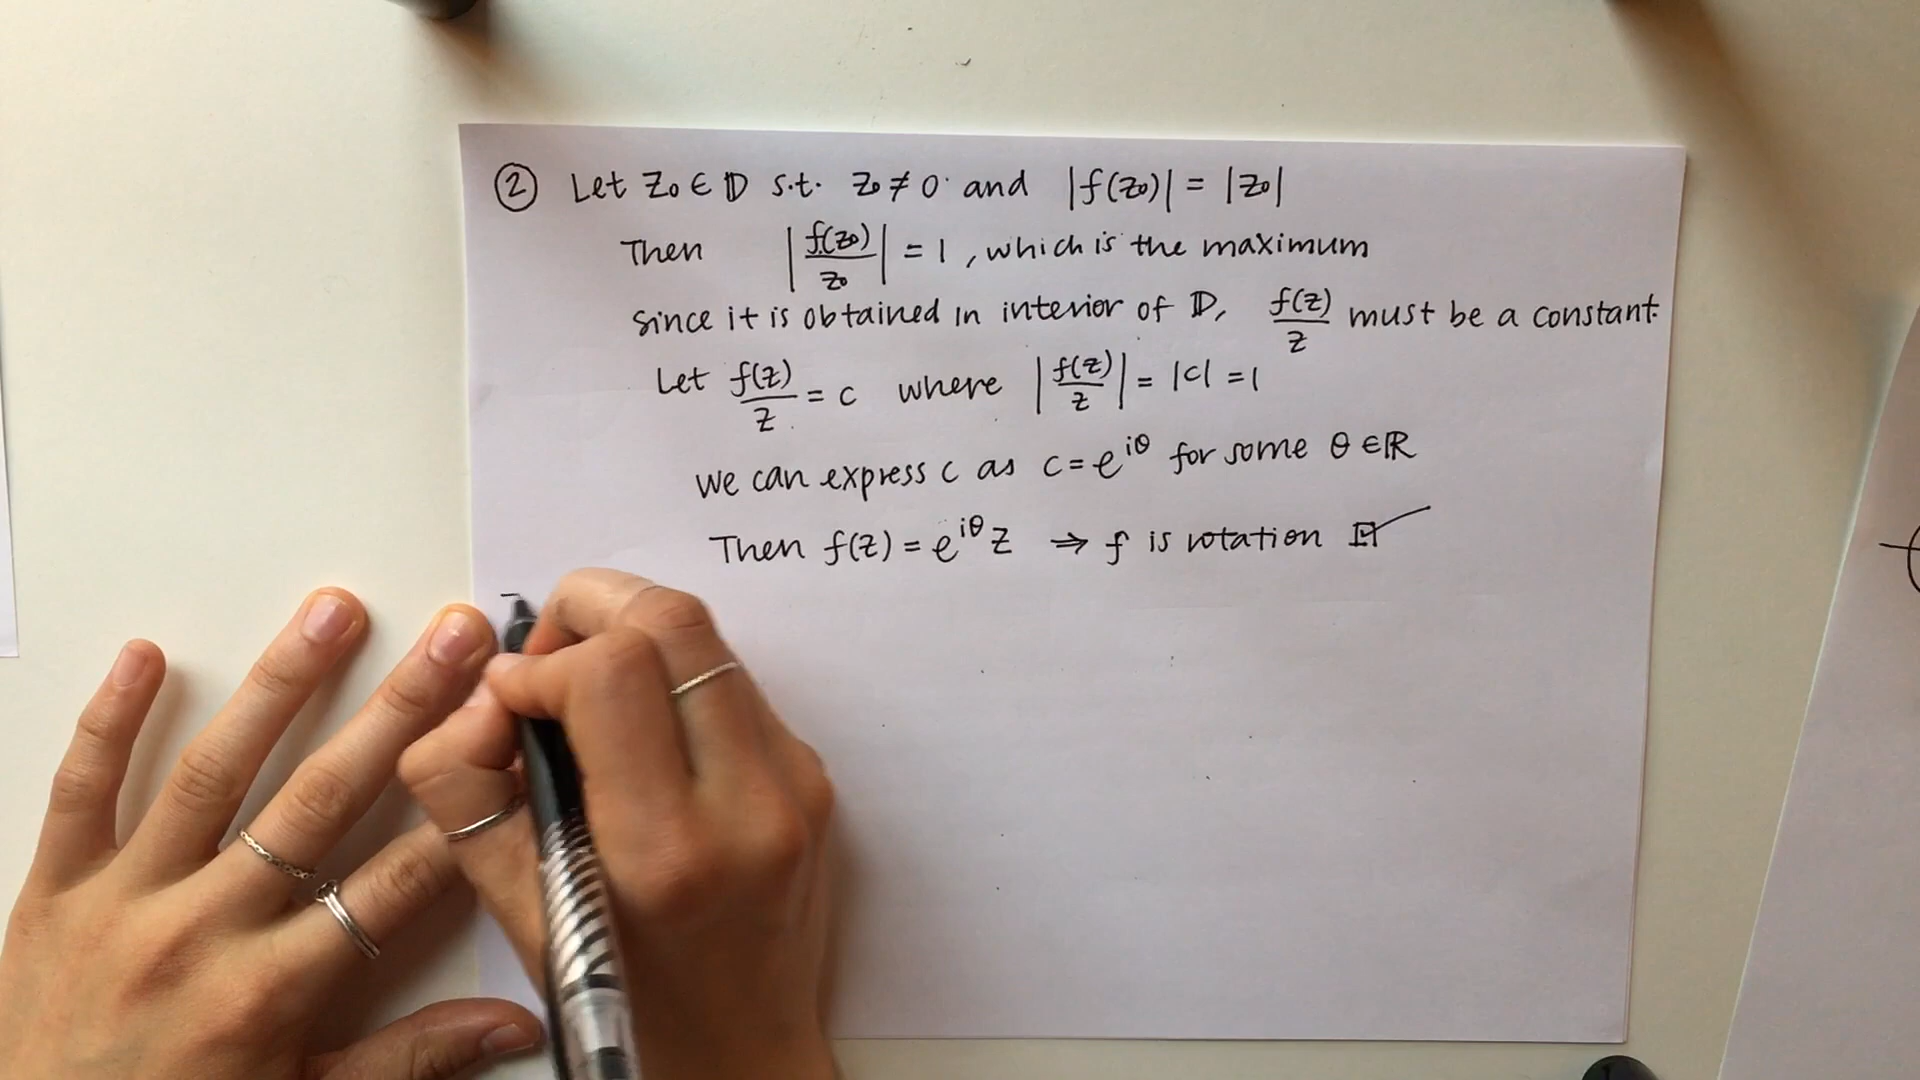 ② Let z₀ ∈ 𝔻 s.t. z₀ ≠ 0 and |f(z₀)| = |z₀|
Then |f(z₀)/z₀| = 1, which is the maximum
since it is obtained in interior of 𝔻, f(z)/z must be a constant.
Let f(z)/z = c where |f(z)/z| = |c| = 1
we can express c as c = e^{iθ} for some θ ∈ ℝ
Then f(z) = e^{iθ} z ⇒ f is rotation ☑